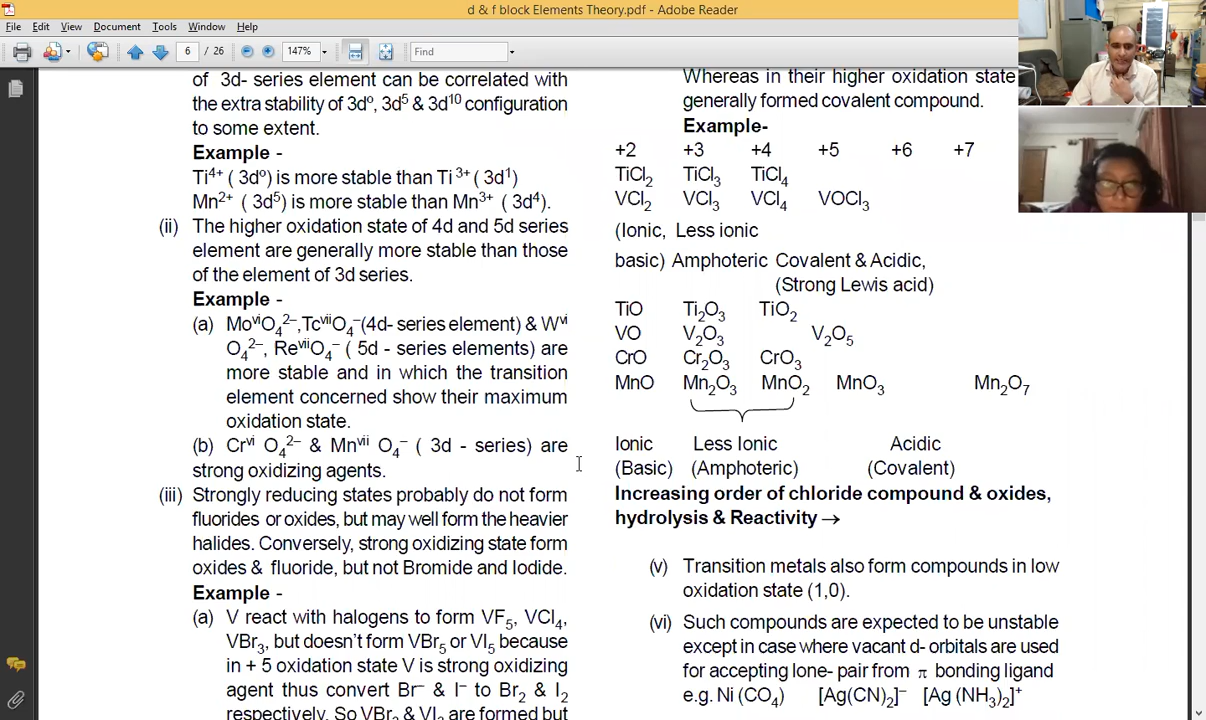 d & f block Elements Theory.pdf - Adobe Reader
File Edit View Document Tools Window Help
6 / 26 147% Find
of 3d- series element can be correlated with
the extra stability of 3d⁰, 3d⁵ & 3d¹⁰ configuration
to some extent.
Example -
Ti⁴⁺ ( 3d⁰) is more stable than Ti ³⁺ ( 3d¹)
Mn²⁺ ( 3d⁵) is more stable than Mn³⁺ ( 3d⁴).
(ii) The higher oxidation state of 4d and 5d series
element are generally more stable than those
of the element of 3d series.
Example -
(a) MoᵛⁱO₄²⁻,TcᵛⁱⁱO₄⁻(4d- series element) & Wᵛⁱ
O₄²⁻, ReᵛⁱⁱO₄⁻ ( 5d - series elements) are
more stable and in which the transition
element concerned show their maximum
oxidation state.
(b) Crᵛⁱ O₄²⁻ & Mnᵛⁱⁱ O₄⁻ ( 3d - series) are
strong oxidizing agents.
(iii) Strongly reducing states probably do not form
fluorides or oxides, but may well form the heavier
halides. Conversely, strong oxidizing state form
oxides & fluoride, but not Bromide and Iodide.
Example -
(a) V react with halogens to form VF₅, VCl₄,
VBr₃, but doesn't form VBr₅ or VI₅ because
in + 5 oxidation state V is strong oxidizing
agent thus convert Br⁻ & I⁻ to Br₂ & I₂
respectively. So VBr₃ & VI₃ are formed but
Whereas in their higher oxidation state
generally formed covalent compound.
Example-
+2 +3 +4 +5 +6 +7
TiCl₂ TiCl₃ TiCl₄
VCl₂ VCl₃ VCl₄ VOCl₃
(Ionic, Less ionic
basic) Amphoteric Covalent & Acidic,
(Strong Lewis acid)
TiO Ti₂O₃ TiO₂
VO V₂O₃ V₂O₅
CrO Cr₂O₃ CrO₃
MnO Mn₂O₃ MnO₂ MnO₃ Mn₂O₇
Ionic Less Ionic Acidic
(Basic) (Amphoteric) (Covalent)
Increasing order of chloride compound & oxides,
hydrolysis & Reactivity →
(v) Transition metals also form compounds in low
oxidation state (1,0).
(vi) Such compounds are expected to be unstable
except in case where vacant d- orbitals are used
for accepting lone- pair from π bonding ligand
e.g. Ni (CO₄) [Ag(CN)₂]⁻ [Ag (NH₃)₂]⁺